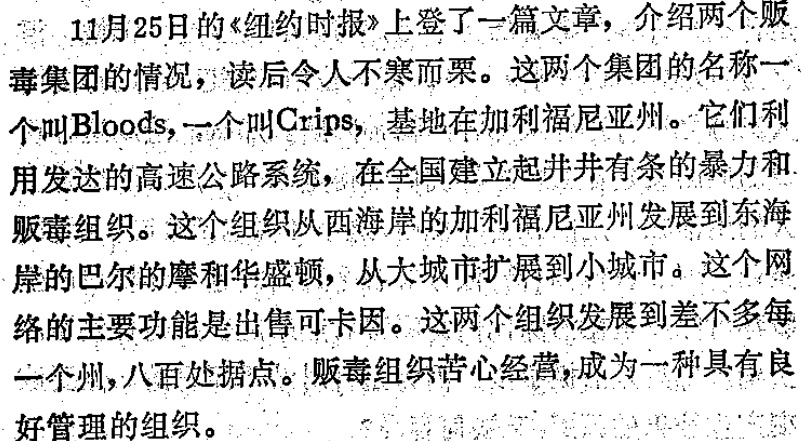 11月25日的《纽约时报》上登了一篇文章，介绍两个贩
毒集团的情况，读后令人不寒而栗。这两个集团的名称一
个叫Bloods，一个叫Crips，基地在加利福尼亚州。它们利
用发达的高速公路系统，在全国建立起井井有条的暴力和
贩毒组织。这个组织从西海岸的加利福尼亚州发展到东海
岸的巴尔的摩和华盛顿，从大城市扩展到小城市。这个网
络的主要功能是出售可卡因。这两个组织发展到差不多每
一个州，八百处据点。贩毒组织苦心经营，成为一种具有良
好管理的组织。